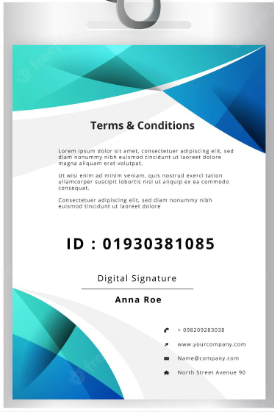 Terms & Conditions
Lorem ipsum dolor sit amet, consectetuer adipiscing elit, sed
diam nonummy nibh euismod tincidunt ut laoreet dolore
magna aliquam erat volutpat.
Ut wisi enim ad minim veniam, quis nostrud exerci tation
ullamcorper suscipit lobortis nisl ut aliquip ex ea commodo
consequat.
Consectetuer adipiscing elit, sed diam nonummy nibh
euismod tincidunt ut laoreet dolore
ID : 01930381085
Digital Signature
Anna Roe
+ 098209283038
www.yourcompany.com
Name@company.com
North Street Avenue 90